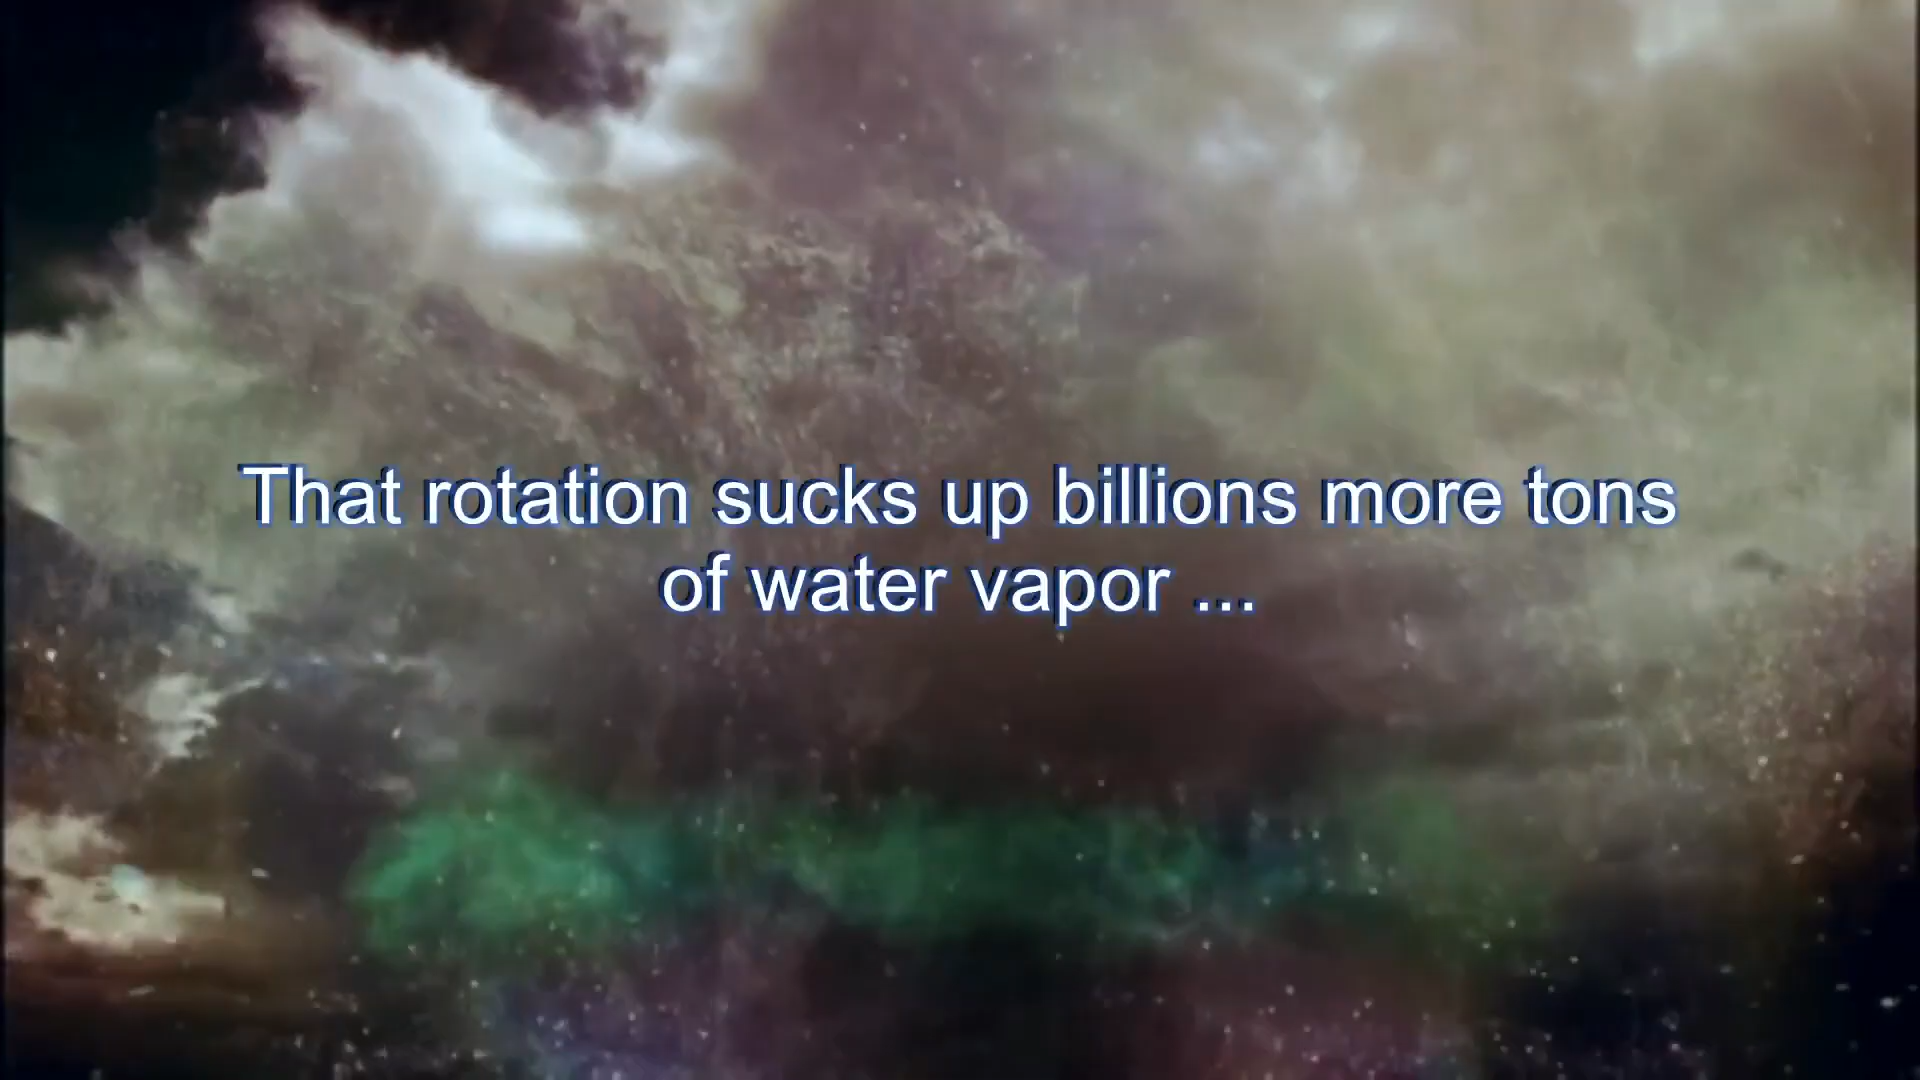 That rotation sucks up billions more tons
of water vapor ...